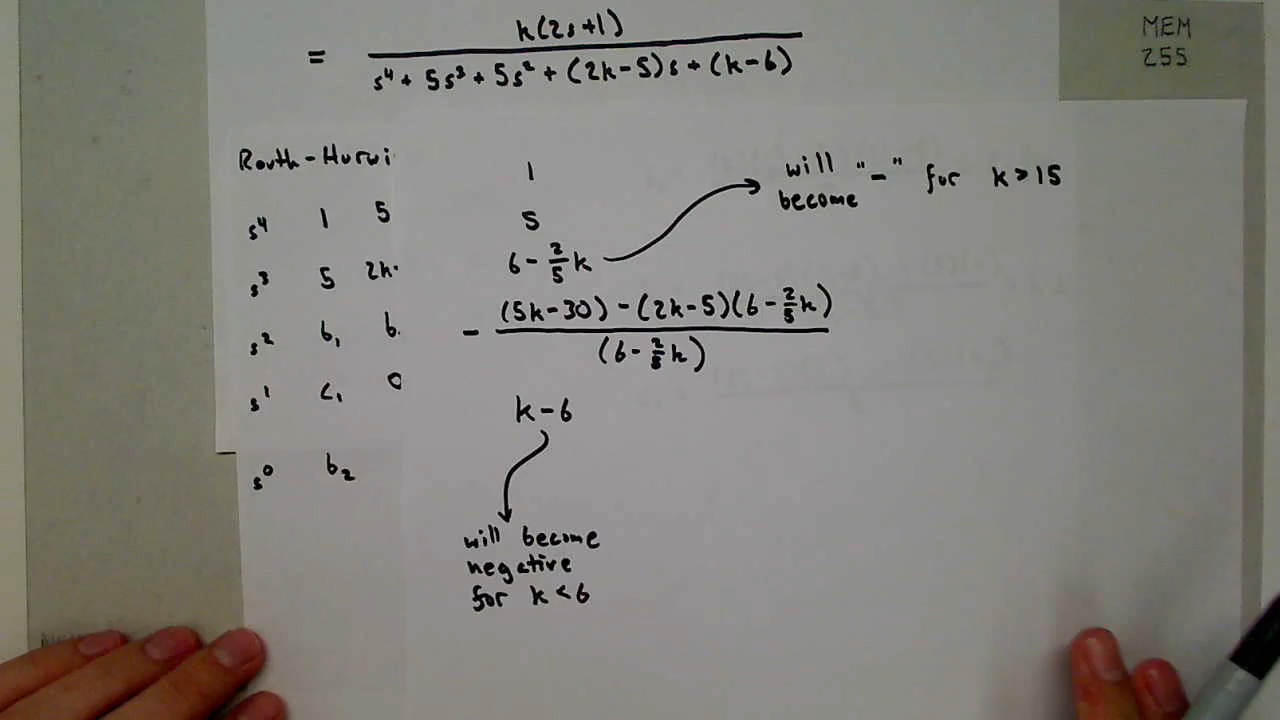 = k(2s+1) / s⁴ + 5s³ + 5s² + (2k-5)s + (k-6)
MEM
255
Routh-Hurwi
s⁴ 1 5
s³ 5 2k
s² b₁ b
s¹ c₁ 0
s⁰ b₂
1
5
6 - 2/5 k
- (5k-30) - (2k-5)(6 - 2/5 k) / (6 - 2/5 k)
k-6
will "-" for k>15
become
will become
negative
for k<6